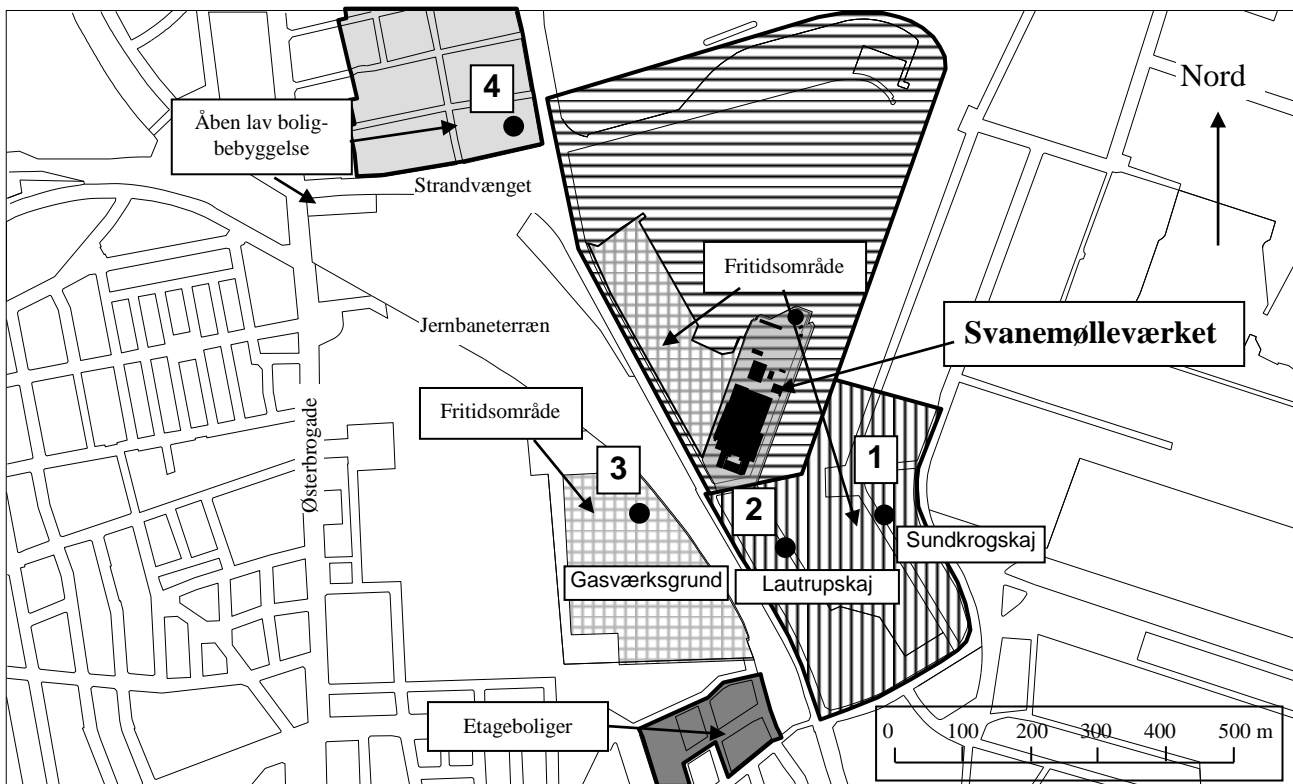 Nord
4
Åben lav bolig-
bebyggelse
Strandvænget
Fritidsområde
Svanemølleværket
Jernbaneterræn
Fritidsområde
Østerbrogade
1
3
2
Sundkrogskaj
Gasværksgrund
Lautrupskaj
Etageboliger
0 100 200 300 400 500 m